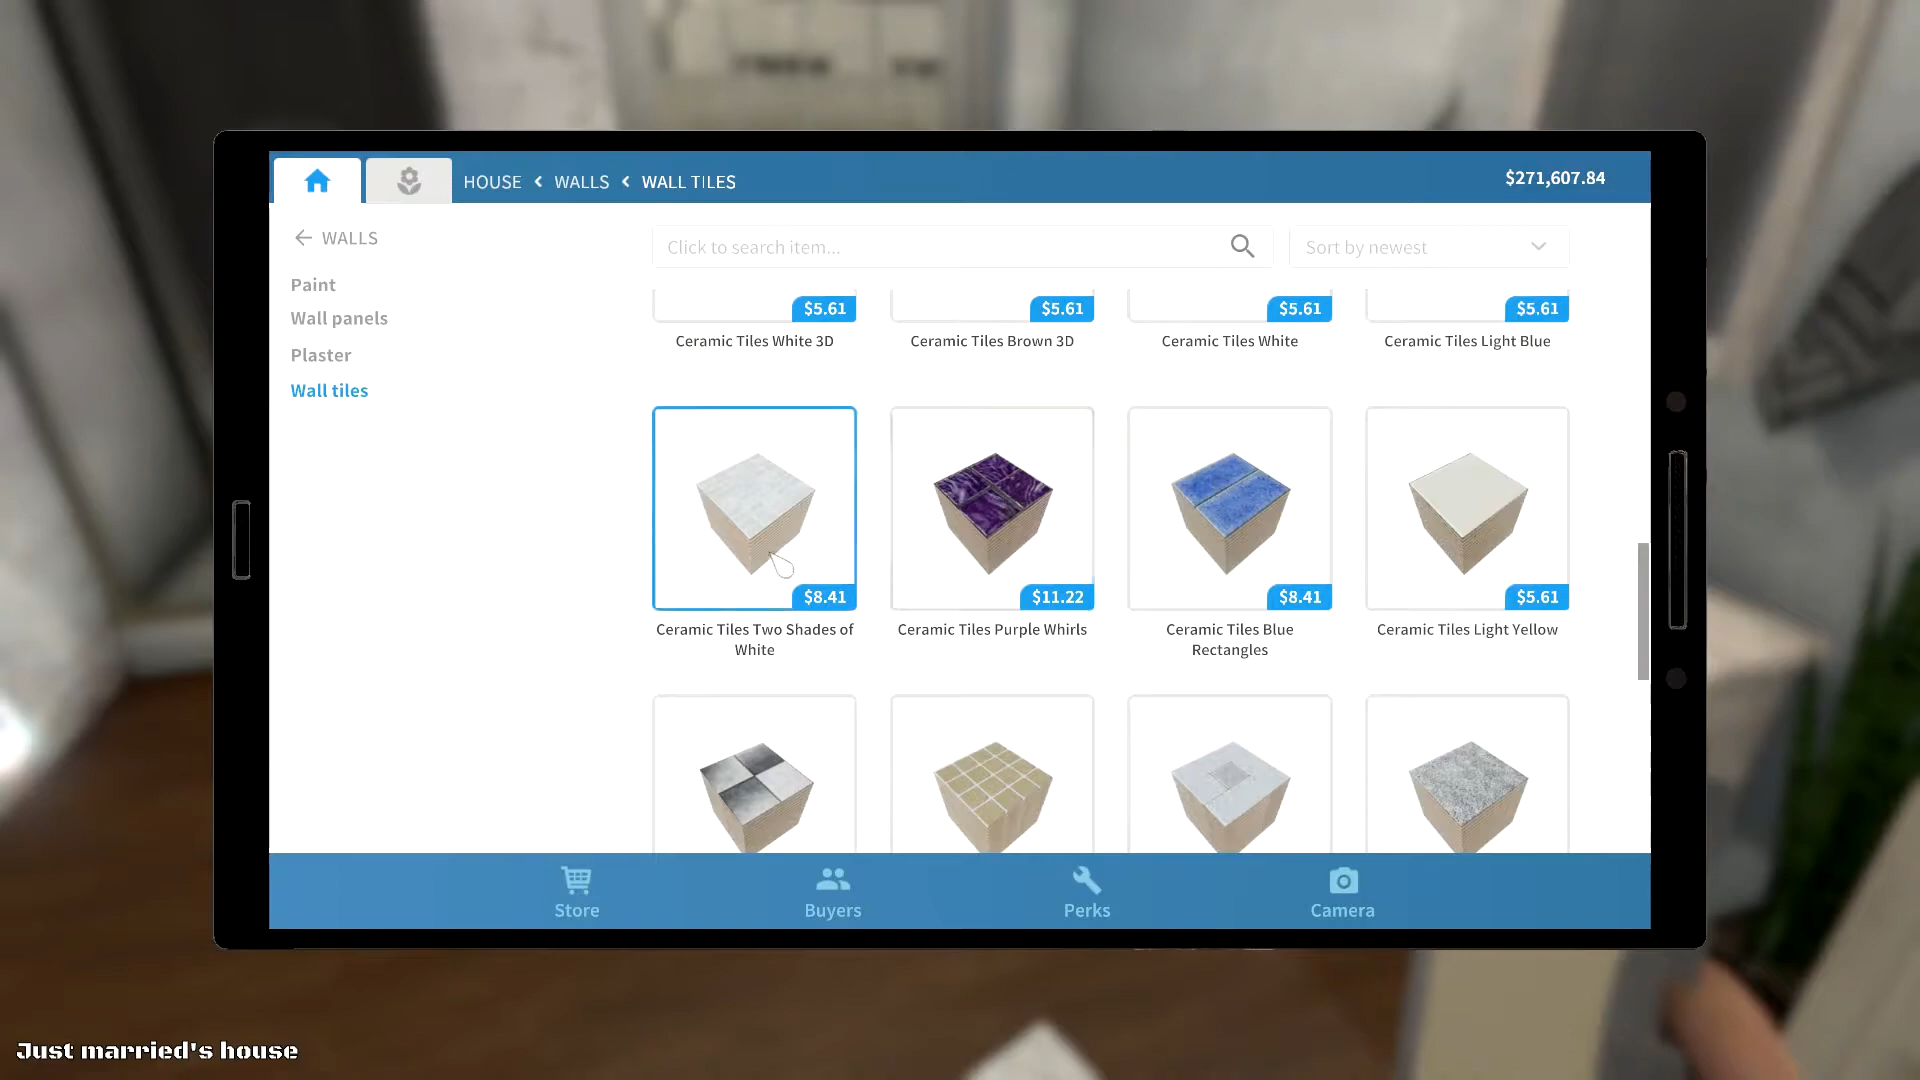 HOUSE < WALLS < WALL TILES
$271,607.84
WALLS
Click to search item...
Sort by newest
Paint
Wall panels
Plaster
Wall tiles
$5.61
$5.61
$5.61
$5.61
Ceramic Tiles White 3D
Ceramic Tiles Brown 3D
Ceramic Tiles White
Ceramic Tiles Light Blue
$8.41
$11.22
$8.41
$5.61
Ceramic Tiles Two Shades of
White
Ceramic Tiles Purple Whirls
Ceramic Tiles Blue
Rectangles
Ceramic Tiles Light Yellow
Store
Buyers
Perks
Camera
Just married's house